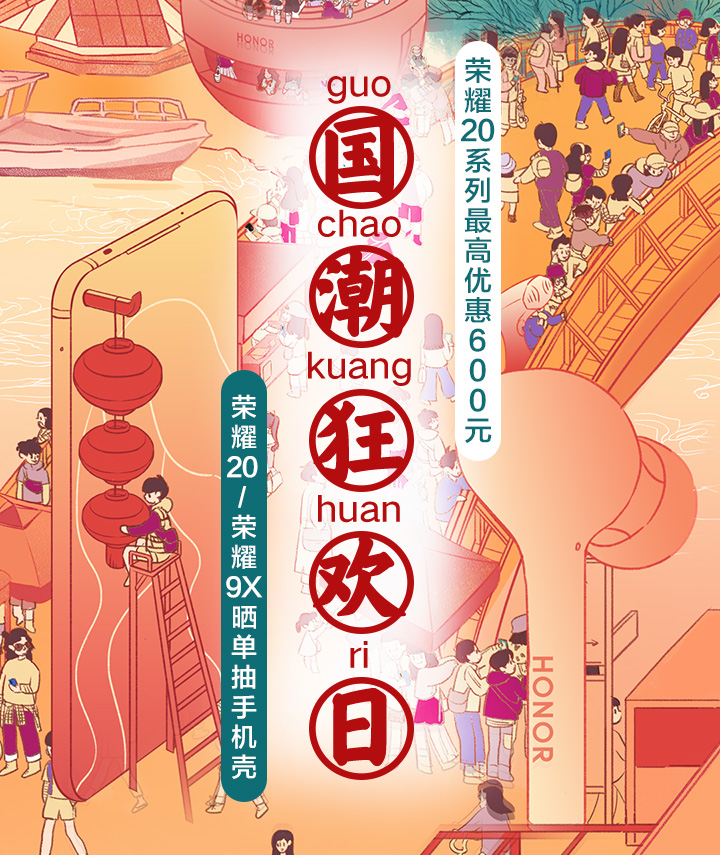 HONOR
guo
国
chao
潮
kuang
狂
huan
欢
ri
日
荣耀20系列最高优惠600元
荣耀20/荣耀9X晒单抽手机壳
HONOR